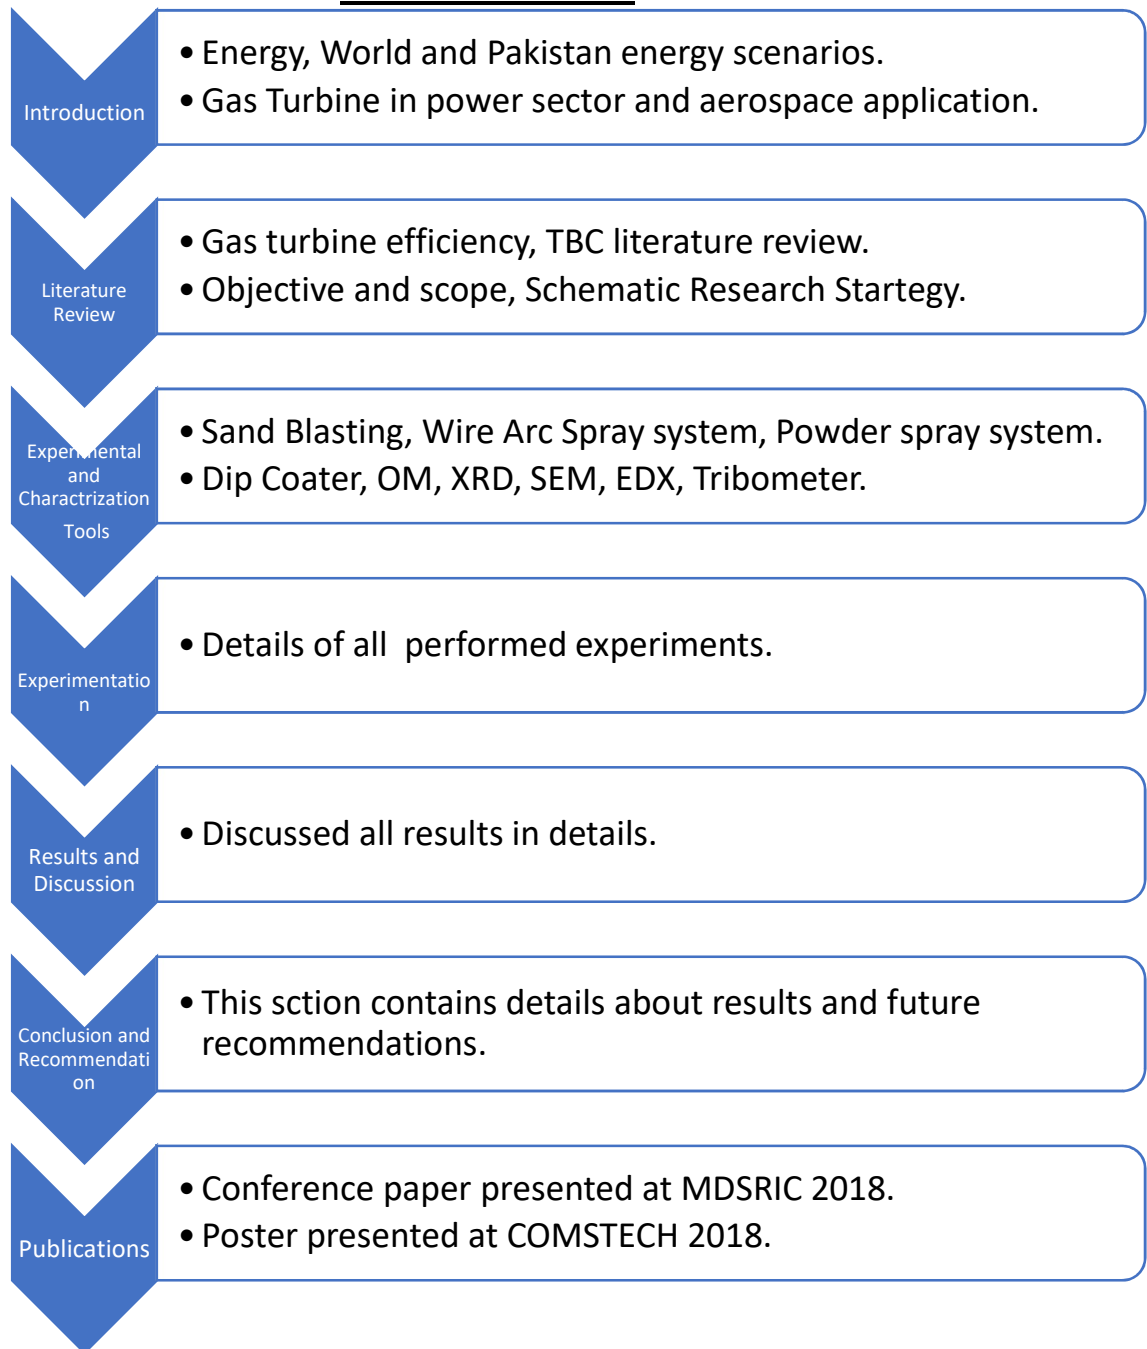 Introduction
• Energy, World and Pakistan energy scenarios.
• Gas Turbine in power sector and aerospace application.
Literature
Review
• Gas turbine efficiency, TBC literature review.
• Objective and scope, Schematic Research Startegy.
Experimental
and
Charactrization
Tools
• Sand Blasting, Wire Arc Spray system, Powder spray system.
• Dip Coater, OM, XRD, SEM, EDX, Tribometer.
Experimentatio
n
• Details of all  performed experiments.
Results and
Discussion
• Discussed all results in details.
Conclusion and
Recommendati
on
• This sction contains details about results and future
recommendations.
Publications
• Conference paper presented at MDSRIC 2018.
• Poster presented at COMSTECH 2018.